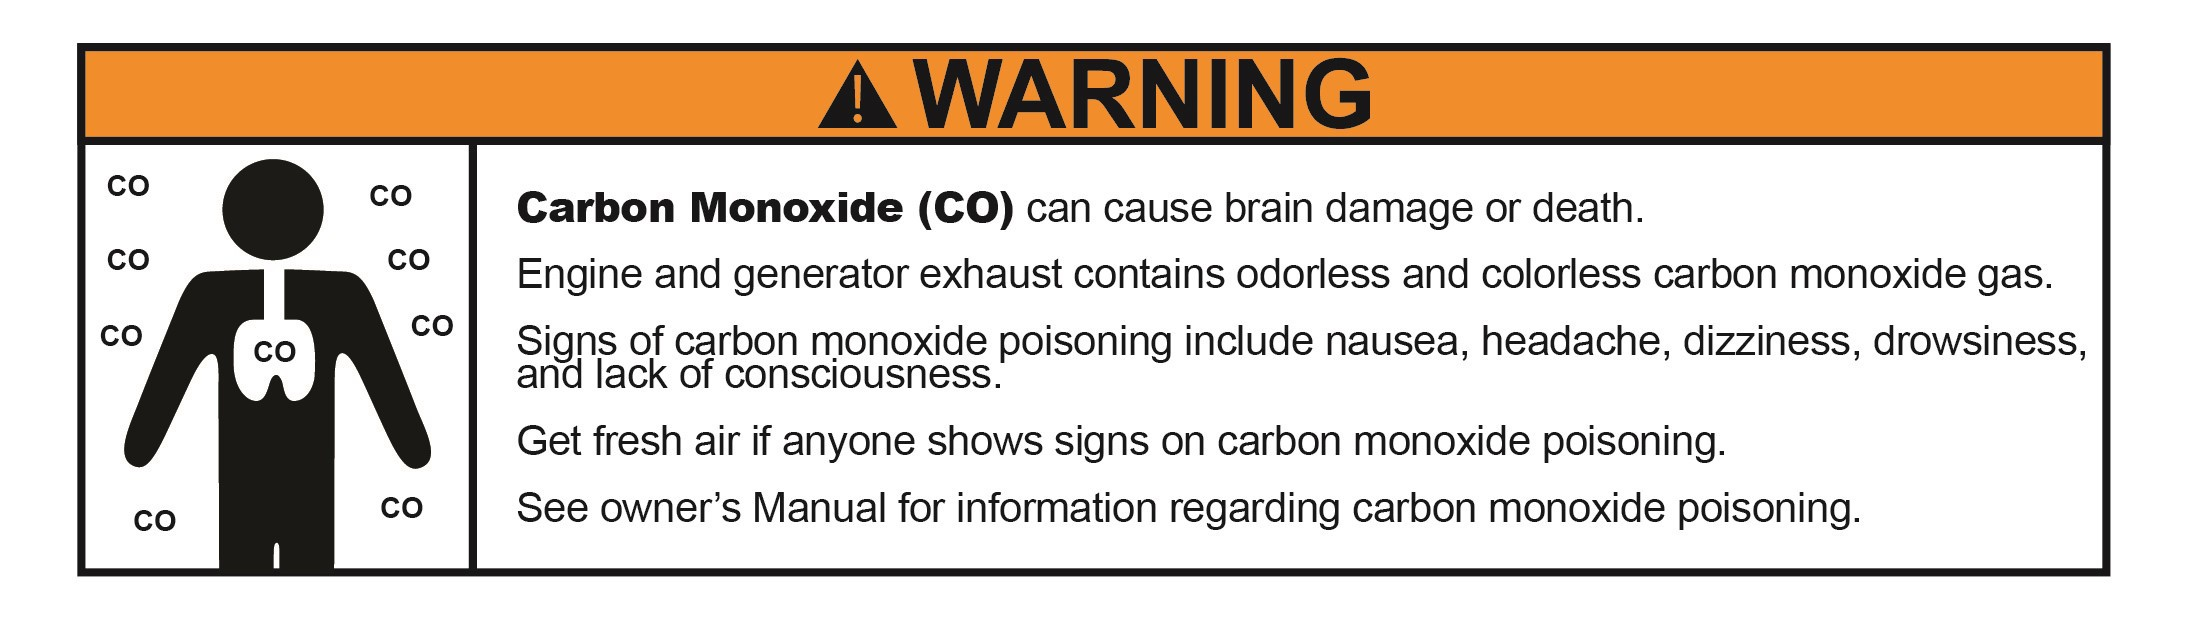 WARNING
CO
CO
CO
CO
CO
CO
CO
CO
CO
Carbon Monoxide (CO) can cause brain damage or death.
Engine and generator exhaust contains odorless and colorless carbon monoxide gas.
Signs of carbon monoxide poisoning include nausea, headache, dizziness, drowsiness,
and lack of consciousness.
Get fresh air if anyone shows signs on carbon monoxide poisoning.
See owner’s Manual for information regarding carbon monoxide poisoning.